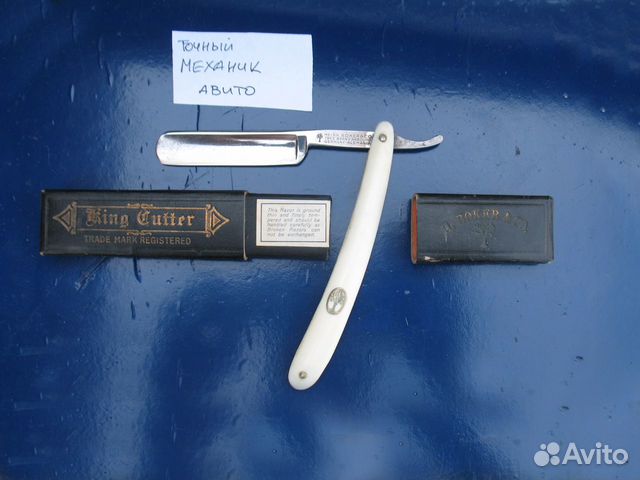 Точный
Механик
Авито
King Cutter
TRADE MARK REGISTERED
This Razor is ground
thin and finely tem-
pered and should be
handled carefully as
Broken Razors can
not be exchanged.
Avito